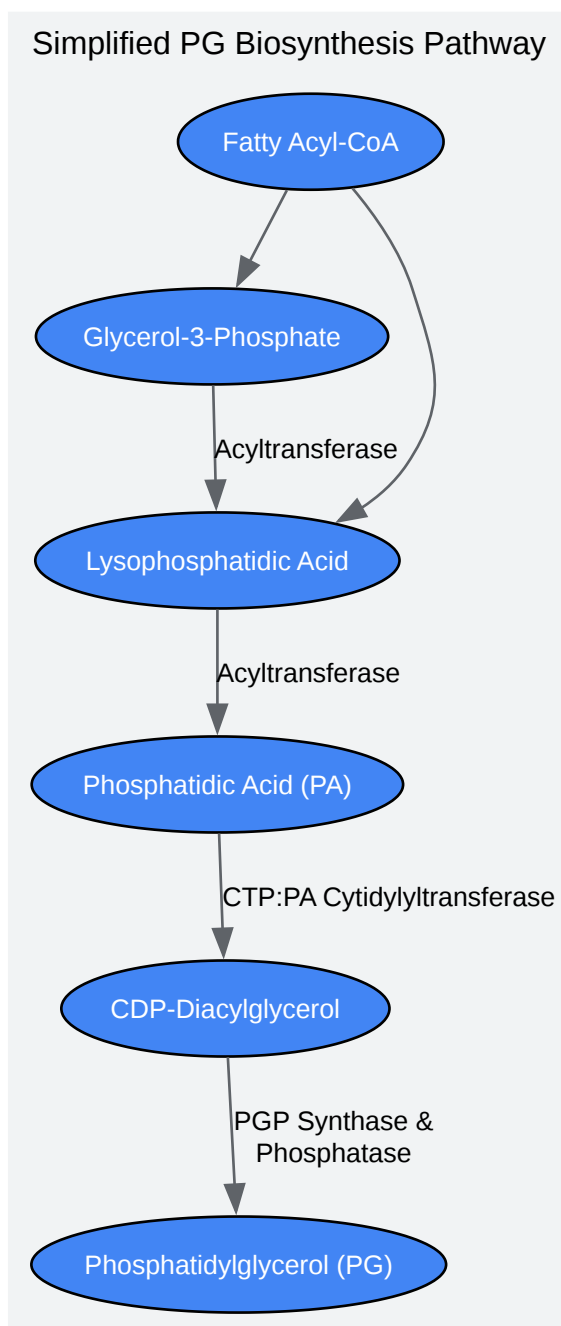 Simplified PG Biosynthesis Pathway
Fatty Acyl-CoA
Glycerol-3-Phosphate
Acyltransferase
Lysophosphatidic Acid
Acyltransferase
Phosphatidic Acid (PA)
CTP:PA Cytidylyltransferase
CDP-Diacylglycerol
PGP Synthase &
Phosphatase
Phosphatidylglycerol (PG)